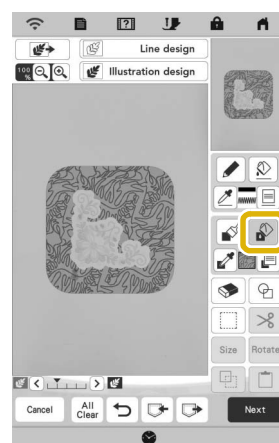 Line design
100 %
Illustration design
Size
Rotate
Cancel
All Clear
Next